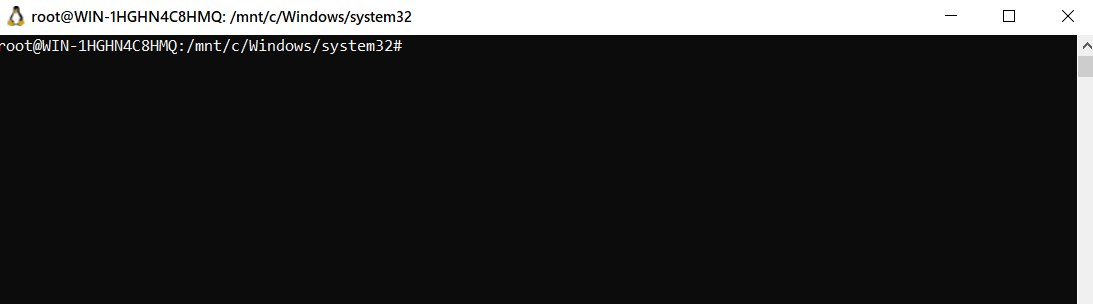 root@WIN-1HGHN4C8HMQ: /mnt/c/Windows/system32
root@WIN-1HGHN4C8HMQ:/mnt/c/Windows/system32#